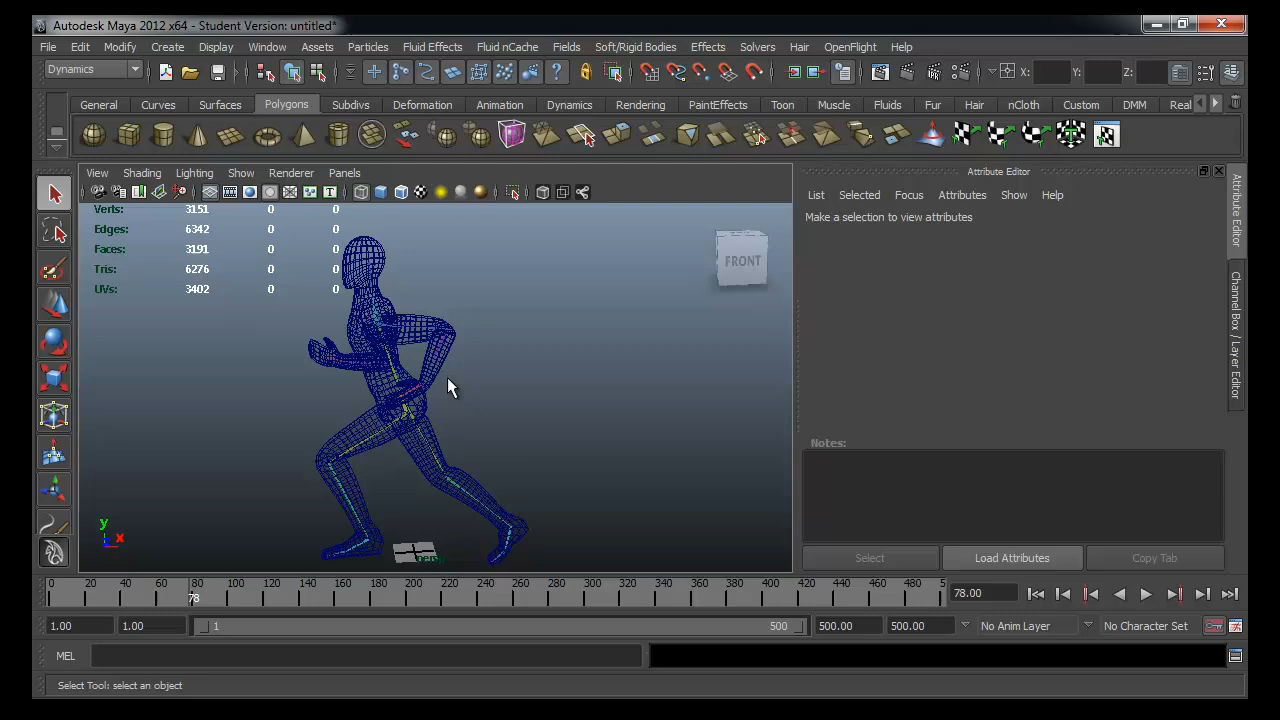 Autodesk Maya 2012 x64 - Student Version: untitled*
File Edit Modify Create Display Window Assets Particles Fluid Effects Fluid nCache Fields Soft/Rigid Bodies Effects Solvers Hair OpenFlight Help
Dynamics X: Y: Z:
General Curves Surfaces Polygons Subdivs Deformation Animation Dynamics Rendering PaintEffects Toon Muscle Fluids Fur Hair nCloth Custom DMM Real
View Shading Lighting Show Renderer Panels
Attribute Editor
List Selected Focus Attributes Show Help
Make a selection to view attributes
Verts: 3151 0 0
Edges: 6342 0 0
Faces: 3191 0 0
Tris: 6276 0 0
UVs: 3402 0 0
FRONT
Attribute Editor
Channel Box / Layer Editor
Notes:
y
x
persp
Select Load Attributes Copy Tab
0 20 40 60 80 100 120 140 160 180 200 220 240 260 280 300 320 340 360 380 400 420 440 460 480 5
78
78.00
1.00 1.00 1 500 500.00 500.00 No Anim Layer No Character Set
MEL
Select Tool: select an object